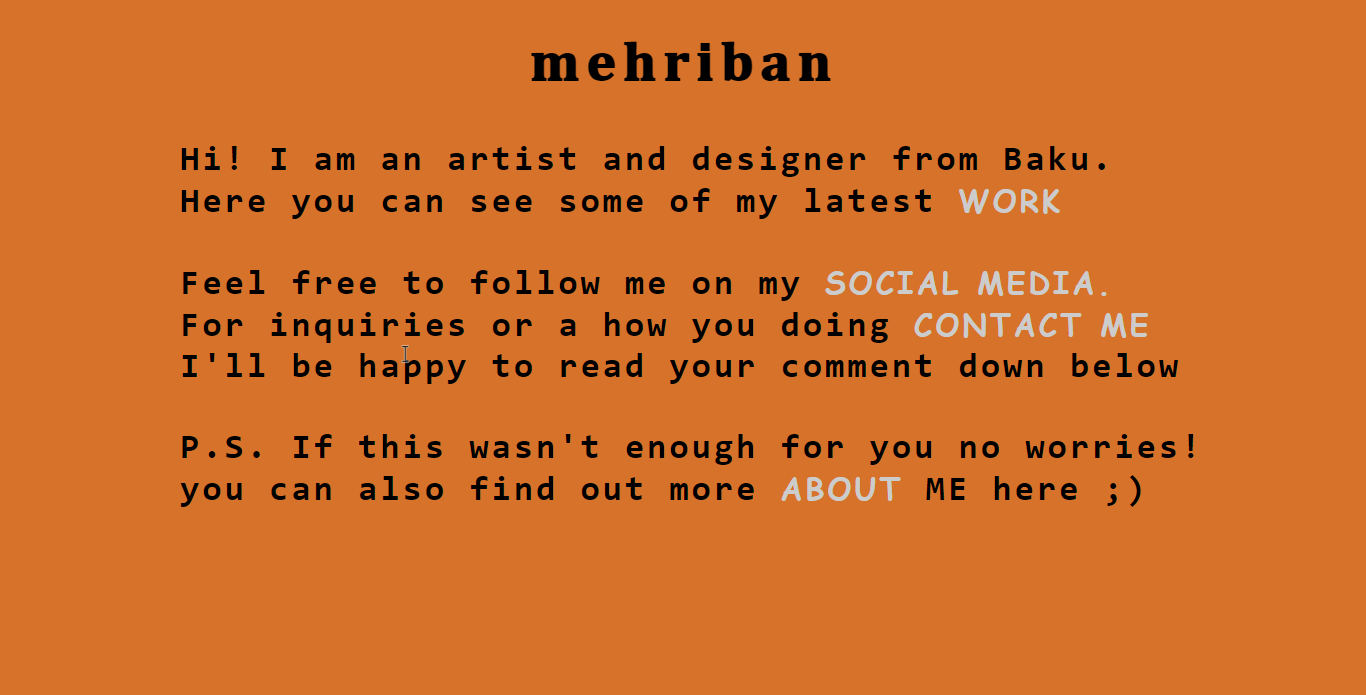 mehriban
Hi! I am an artist and designer from Baku.
Here you can see some of my latest WORK
Feel free to follow me on my SOCIAL MEDIA.
For inquiries or a how you doing CONTACT ME
I'll be happy to read your comment down below
P.S. If this wasn't enough for you no worries!
you can also find out more ABOUT ME here ;)